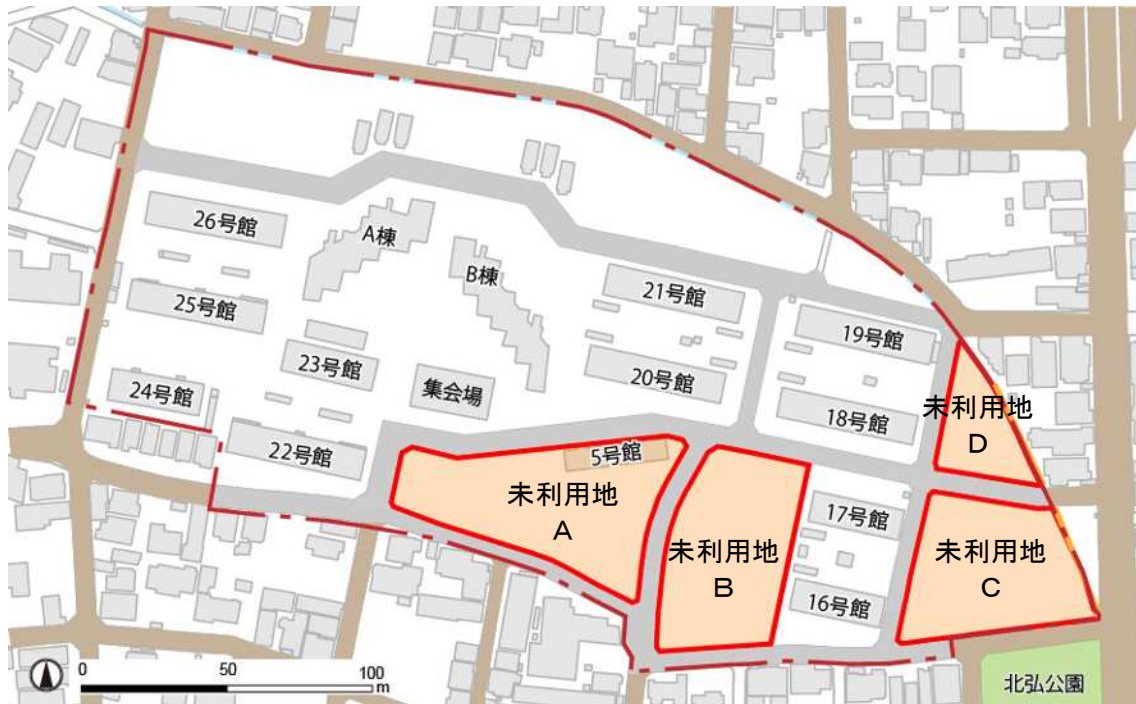 26号館
A棟
B棟
25号館
21号館
19号館
23号館
20号館
24号館
集会場
18号館
未利用地
D
22号館
5号館
未利用地
A
17号館
未利用地
B
未利用地
C
16号館
0 50 100
m
北弘公園